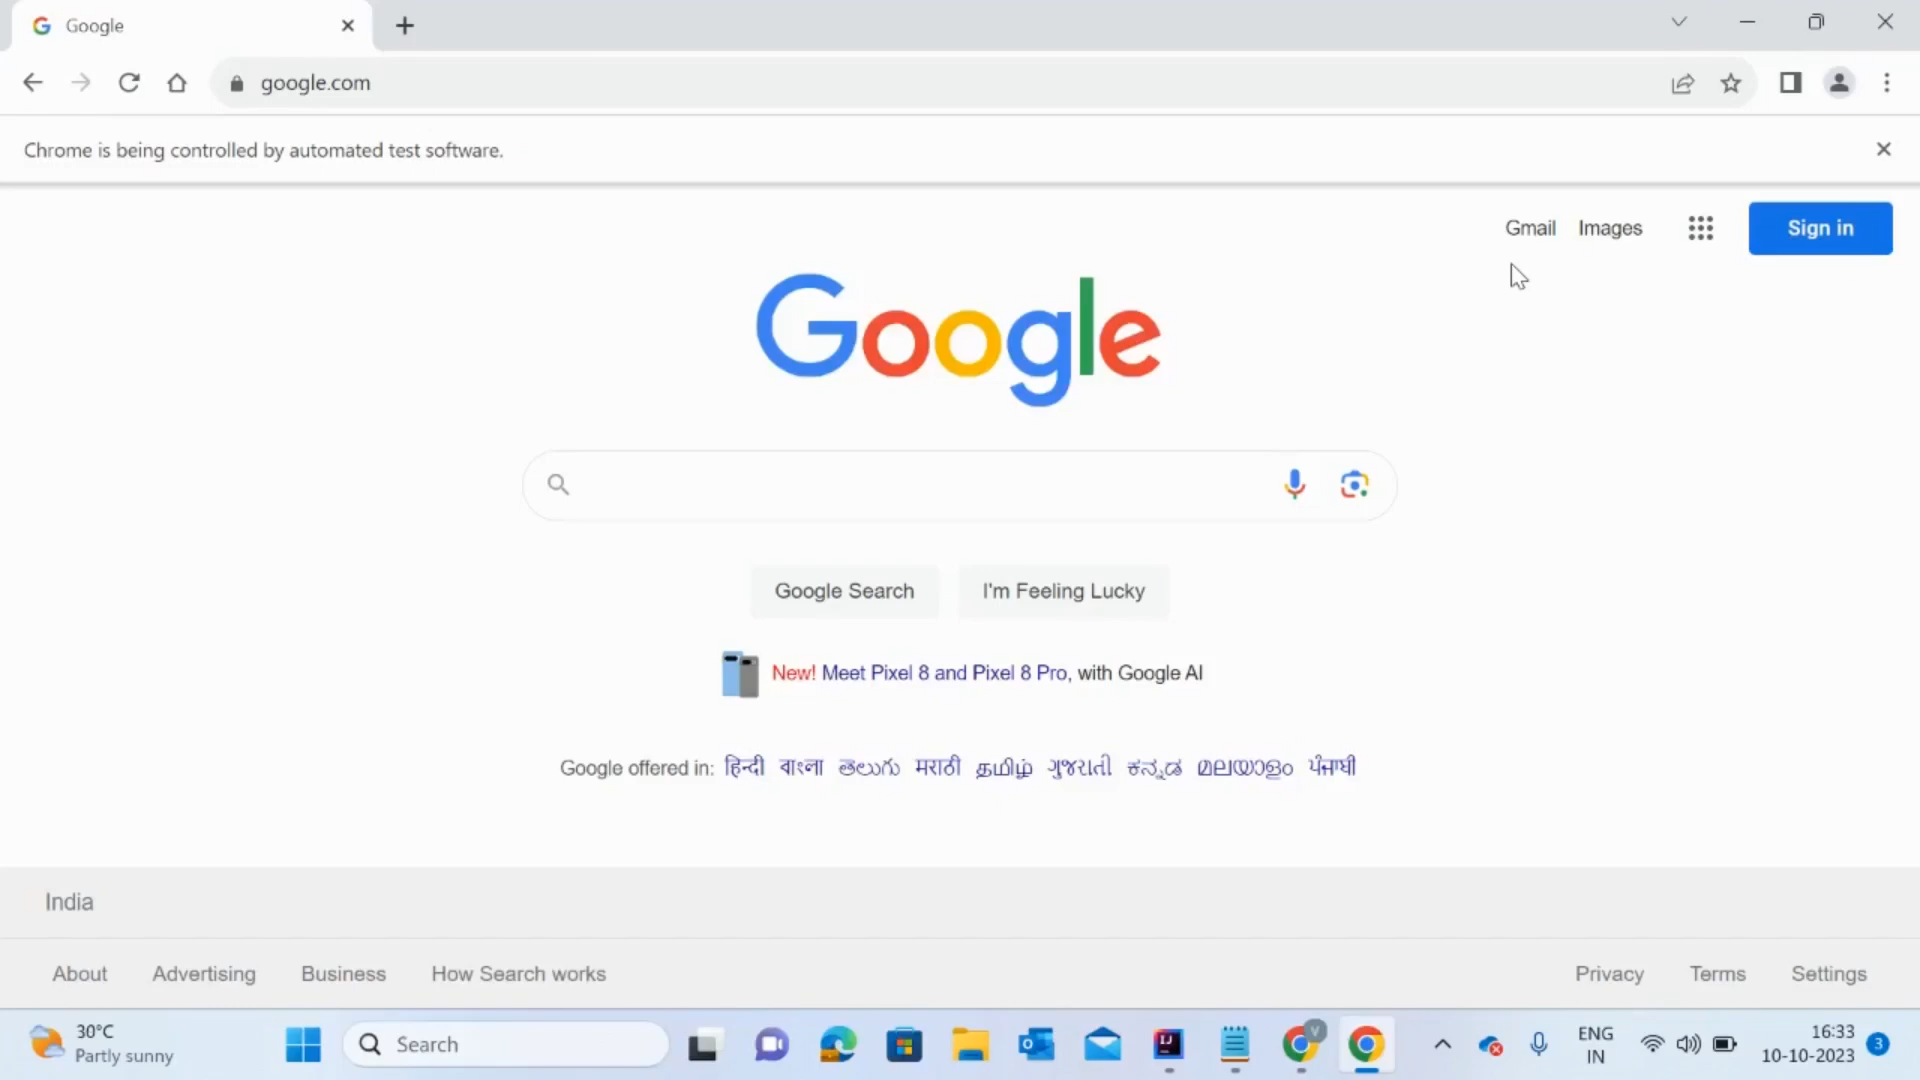 Google
google.com
Chrome is being controlled by automated test software.
Gmail Images Sign in
Google
Google Search I'm Feeling Lucky
New! Meet Pixel 8 and Pixel 8 Pro, with Google AI
Google offered in: हिन्दी বাংলা తెలుగు मराठी தமிழ் ગુજરાતી ಕನ್ನಡ മലയാളം ਪੰਜਾਬੀ
India
About Advertising Business How Search works Privacy Terms Settings
30°C
Partly sunny
Search
V
ENG
IN
16:33
10-10-2023
3